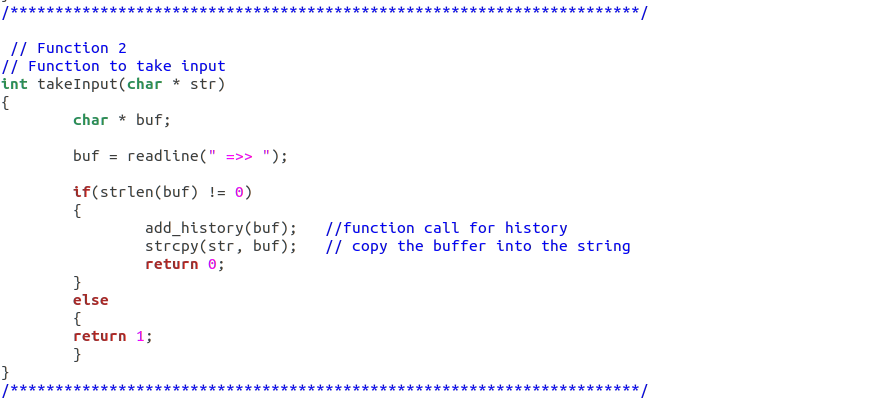 /**********************************************************************/
// Function 2
// Function to take input
int takeInput(char * str)
{
char * buf;
buf = readline(" =>> ");
if(strlen(buf) != 0)
{
add_history(buf);   //function call for history
strcpy(str, buf);   // copy the buffer into the string
return 0;
}
else
{
return 1;
}
}
/**********************************************************************/